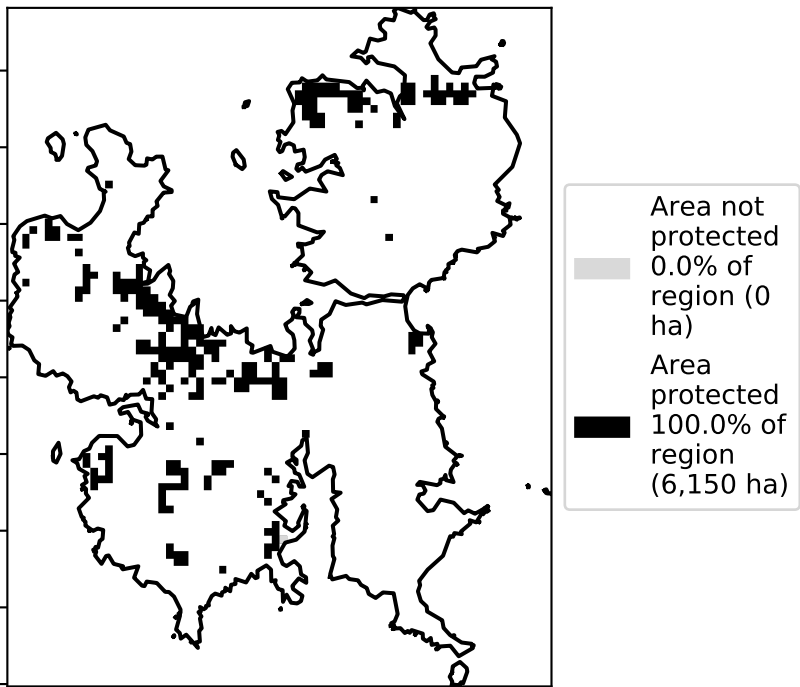 Area not
protected
0.0% of
region (0
ha)
Area
protected
100.0% of
region
(6,150 ha)